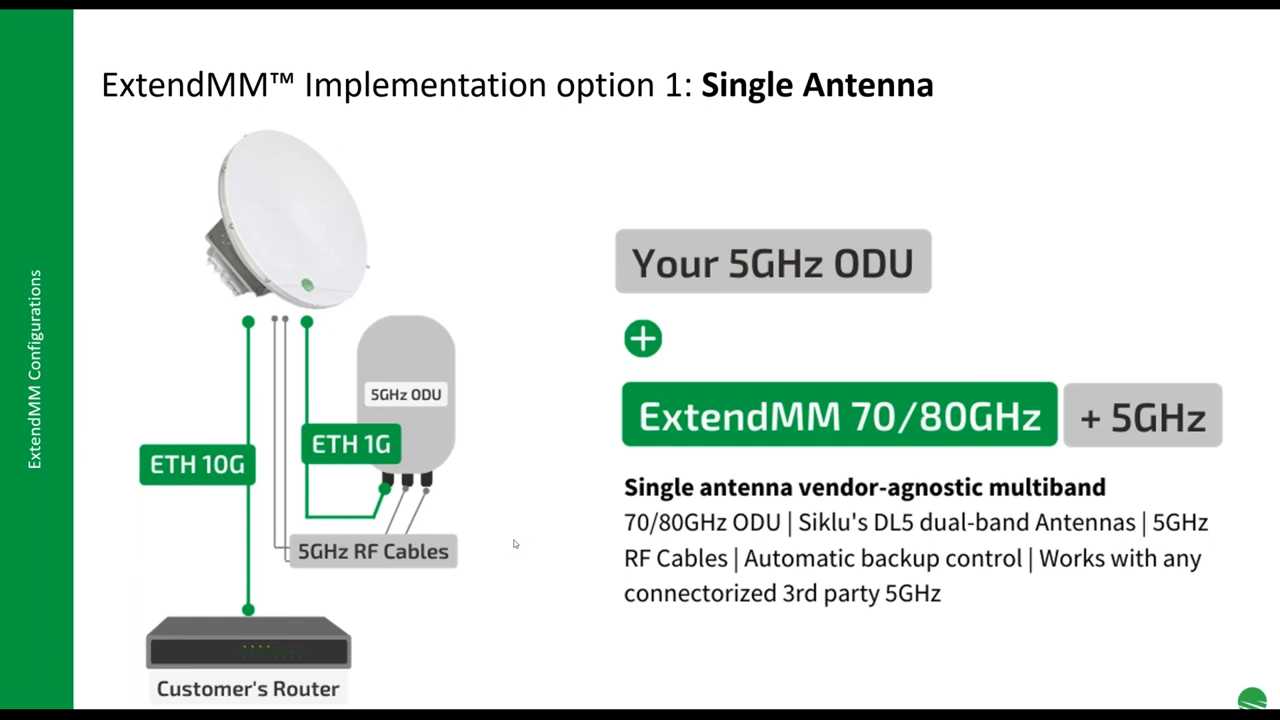 ExtendMM™ Implementation option 1: Single Antenna
ExtendMM Configurations
5GHz ODU
ETH 1G
ETH 10G
5GHz RF Cables
Customer's Router
Your 5GHz ODU
+
ExtendMM 70/80GHz + 5GHz
Single antenna vendor-agnostic multiband
70/80GHz ODU | Siklu's DL5 dual-band Antennas | 5GHz
RF Cables | Automatic backup control | Works with any
connectorized 3rd party 5GHz